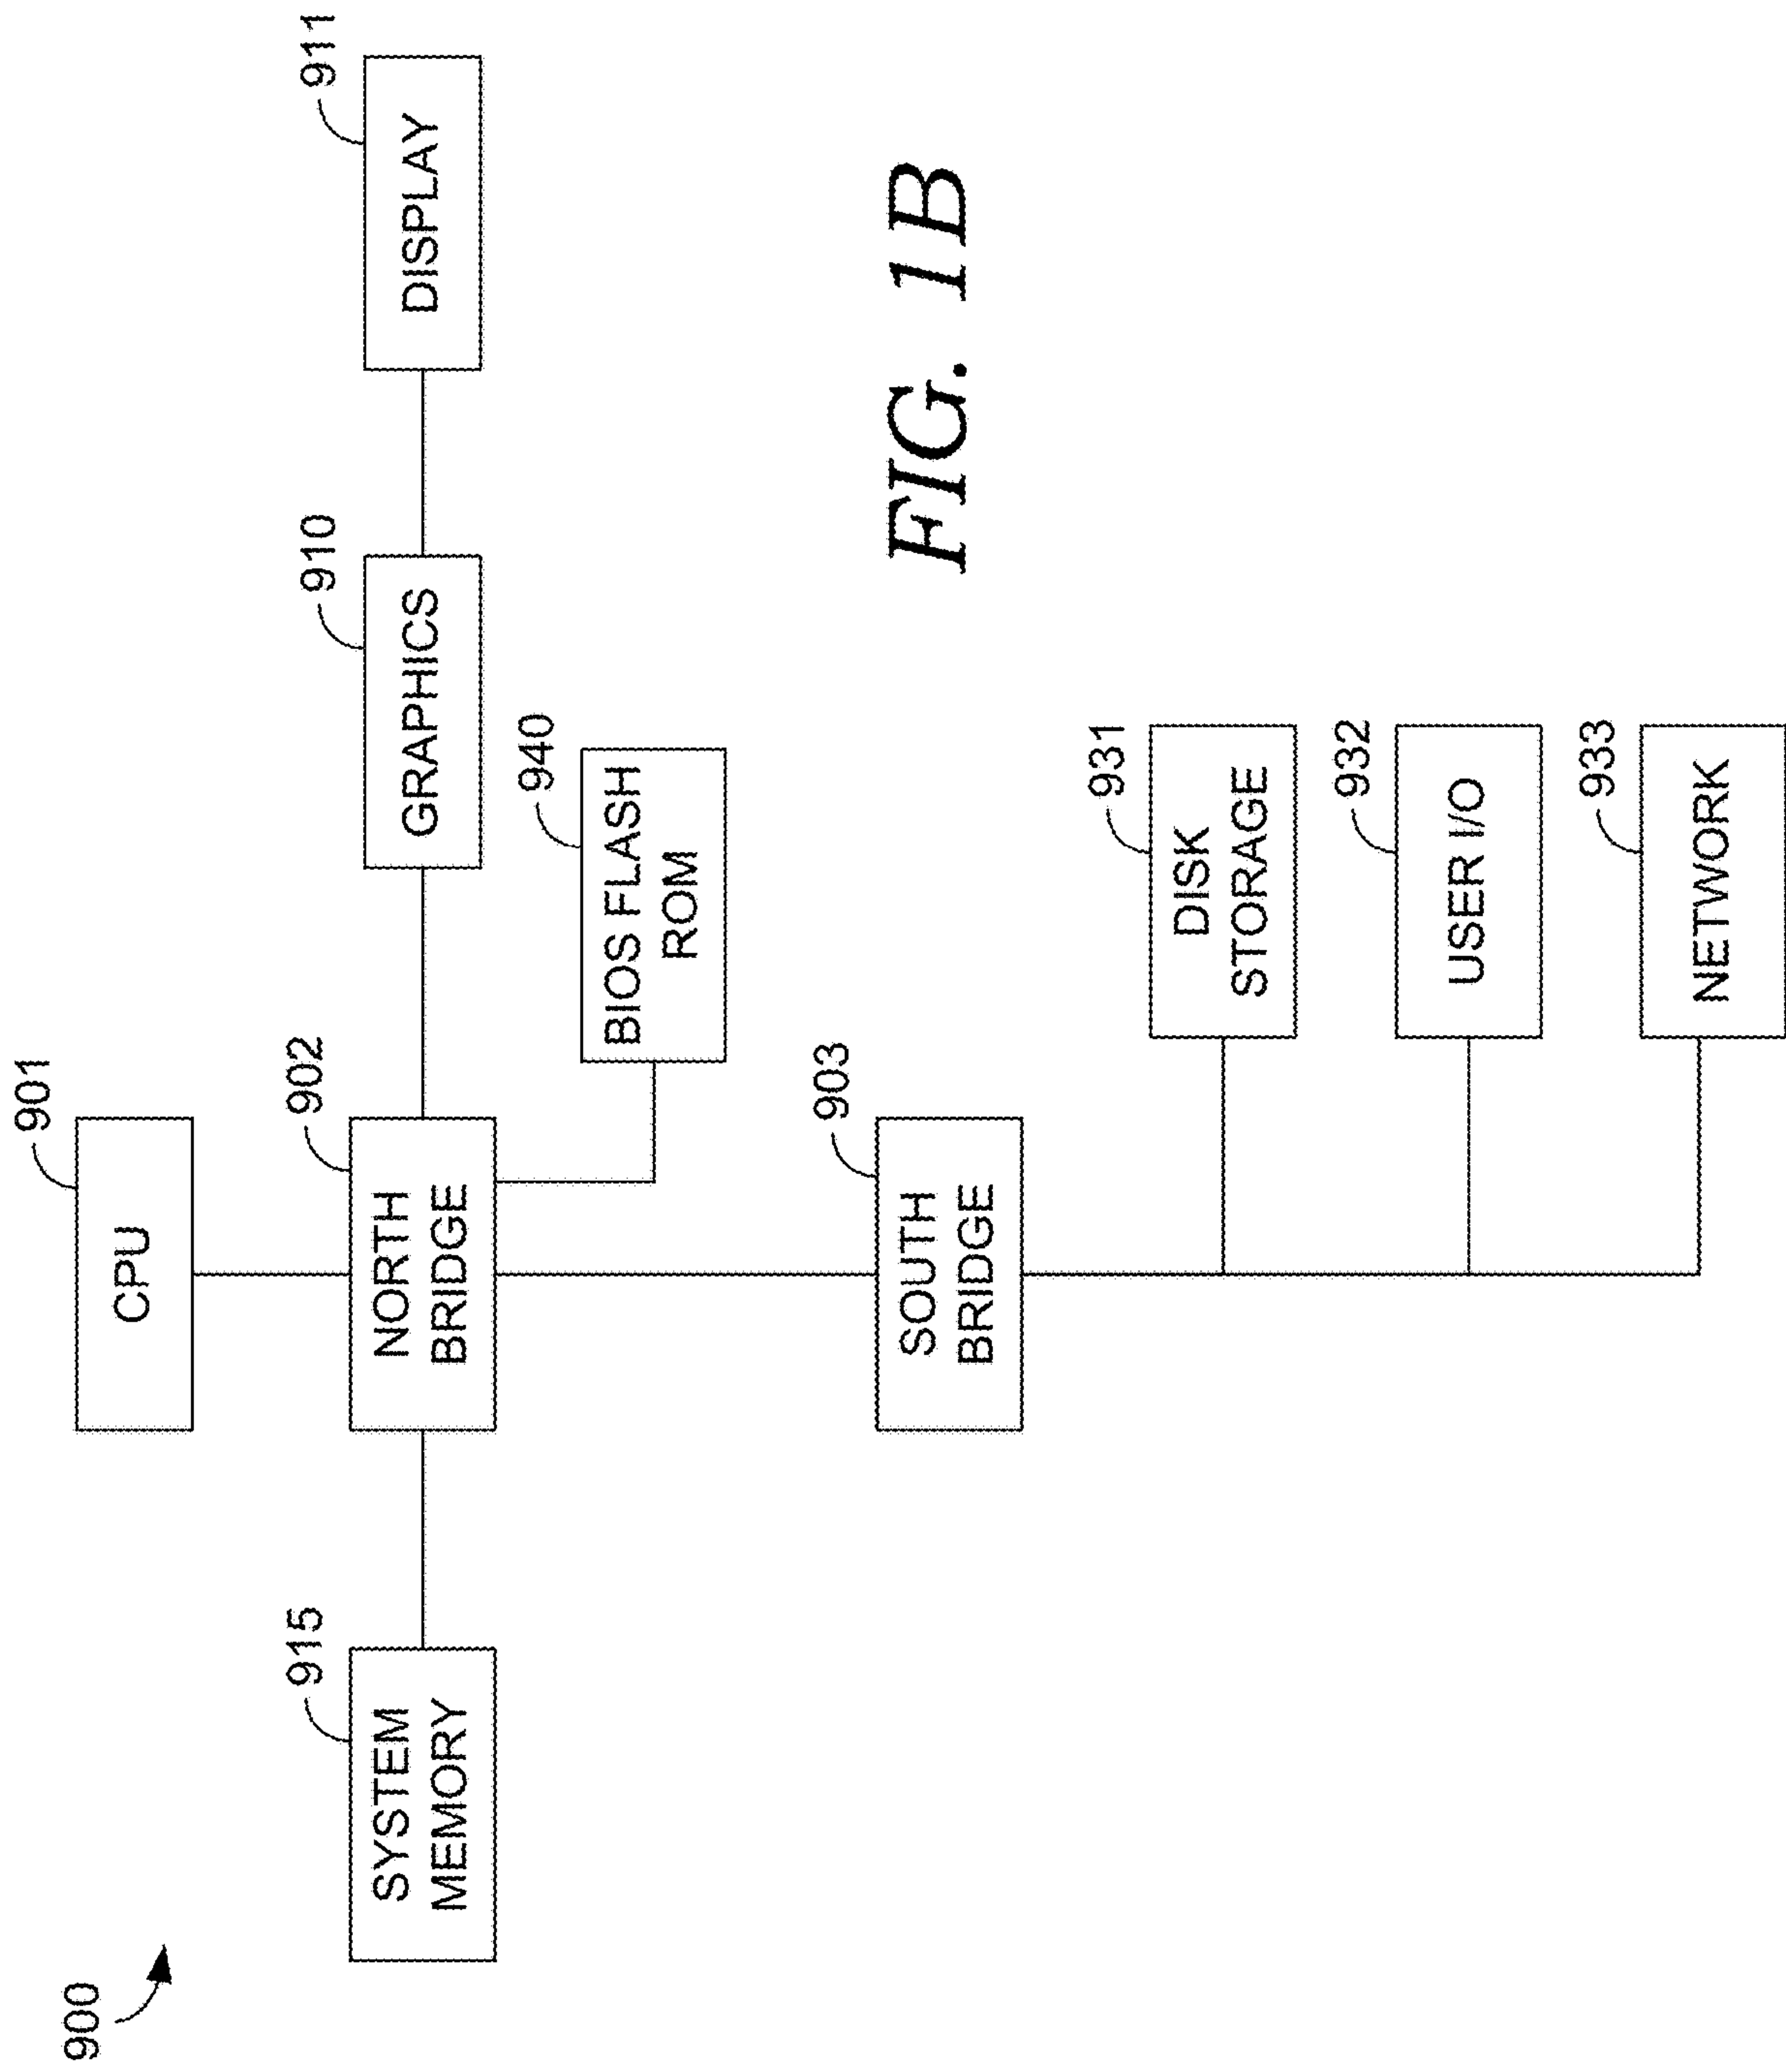 900
901
CPU
915
SYSTEM
MEMORY
902
NORTH
BRIDGE
910
GRAPHICS
911
DISPLAY
940
BIOS FLASH
ROM
903
SOUTH
BRIDGE
931
DISK
STORAGE
932
USER I/O
933
NETWORK
FIG. 1B